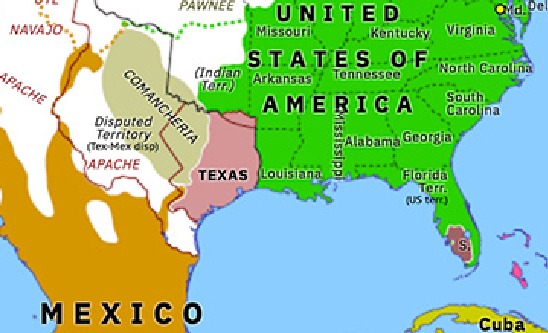 UTE
NAVAJO
PAWNEE
UNITED
Md.
Del
Missouri
Kentucky
Virginia
STATES OF
(Indian
Terr.)
Arkansas
Tennessee
North Carolina
APACHE
COMANCHERIA
AMERICA
South
Carolina
Mississippi
Alabama
Georgia
Disputed
Territory
(Tex-Mex disp)
APACHE
TEXAS
Louisiana
Florida
Terr.
(US terr.)
S.
MEXICO
Cuba